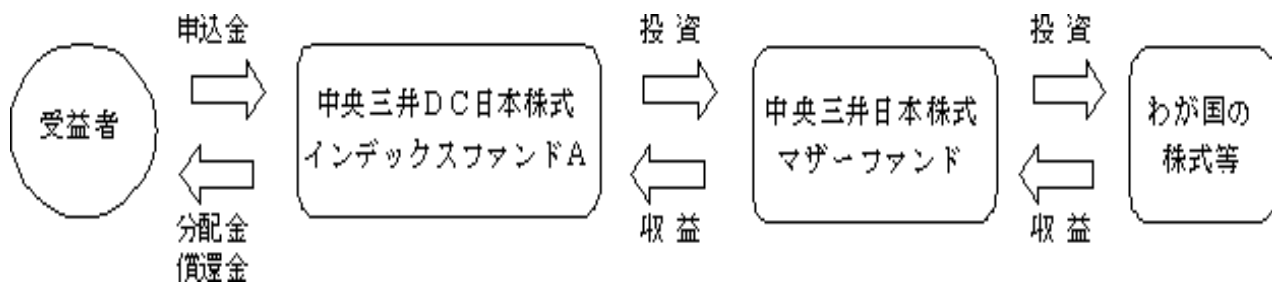 申込金
受益者
分配金
償還金
中央三井DC日本株式
インデックスファンドA
投資
収益
中央三井日本株式
マザーファンド
投資
収益
わが国の
株式等